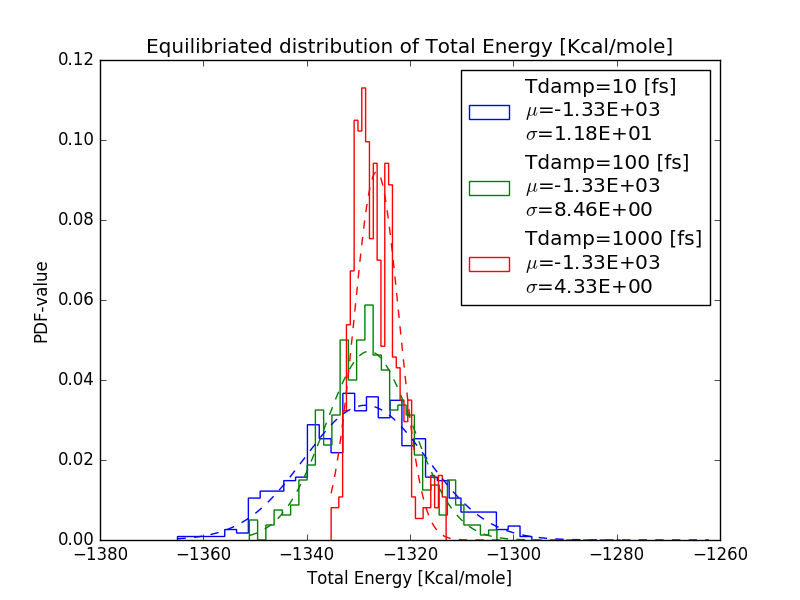 Equilibriated distribution of Total Energy [Kcal/mole]
0.12
0.10
0.08
0.06
0.04
0.02
0.00
PDF-value
Tdamp=10 [fs]
μ=-1.33E+03
σ=1.18E+01
Tdamp=100 [fs]
μ=-1.33E+03
σ=8.46E+00
Tdamp=1000 [fs]
μ=-1.33E+03
σ=4.33E+00
−1380 −1360 −1340 −1320 −1300 −1280 −1260
Total Energy [Kcal/mole]